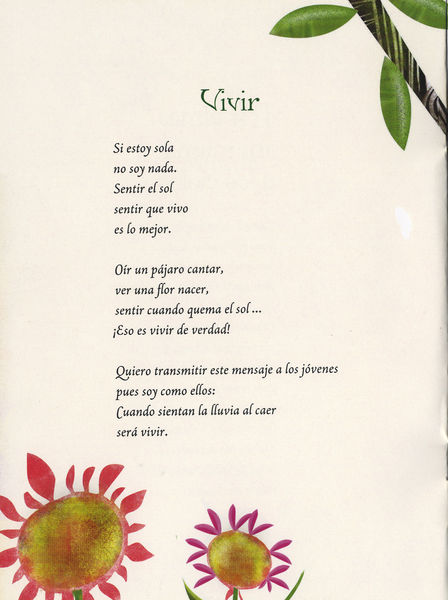 Vivir
Si estoy sola
no soy nada.
Sentir el sol
sentir que vivo
es lo mejor.
Oír un pájaro cantar,
ver una flor nacer,
sentir cuando quema el sol...
¡Eso es vivir de verdad!
Quiero transmitir este mensaje a los jóvenes
pues soy como ellos:
Cuando sientan la lluvia al caer
será vivir.